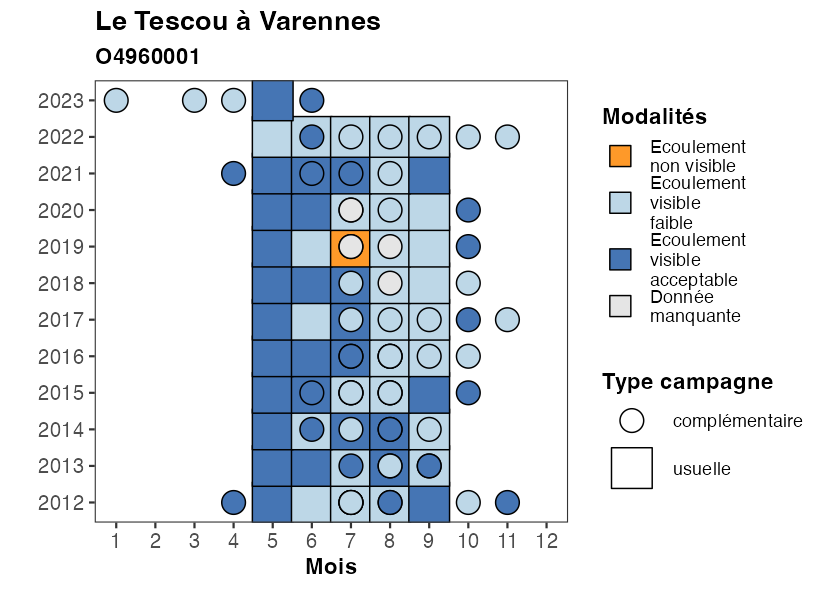 Le Tescou à Varennes
O4960001
2023
2022
2021
2020
2019
2018
2017
2016
2015
2014
2013
2012
1 2 3 4 5 6 7 8 9 10 11 12
Mois
Modalités
Ecoulement
non visible
Ecoulement
visible
faible
Ecoulement
visible
acceptable
Donnée
manquante
Type campagne
complémentaire
usuelle